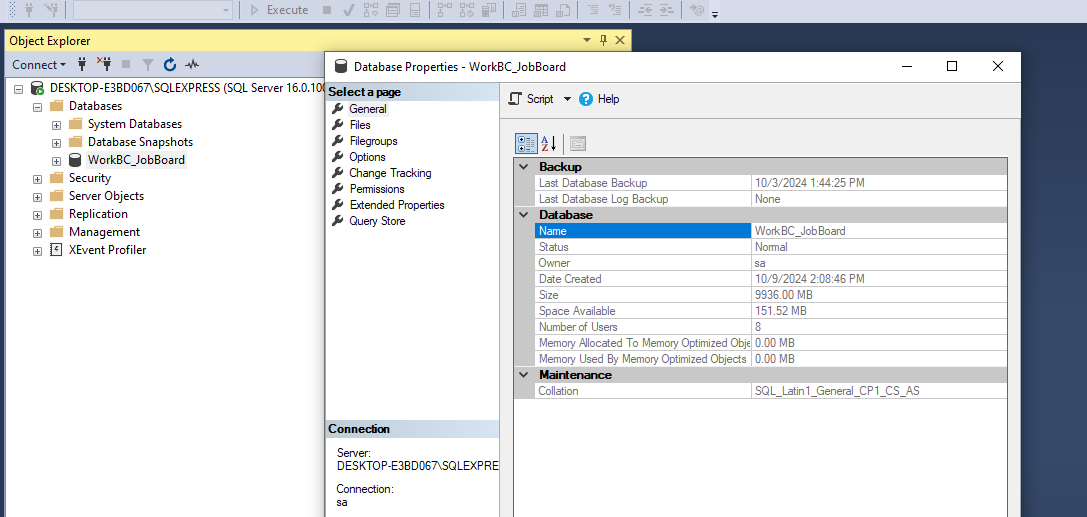 Execute
Object Explorer
Connect
DESKTOP-E3BD067\SQLEXPRESS (SQL Server 16.0.100
Databases
System Databases
Database Snapshots
WorkBC_JobBoard
Security
Server Objects
Replication
Management
XEvent Profiler
Database Properties - WorkBC_JobBoard
Select a page
General
Files
Filegroups
Options
Change Tracking
Permissions
Extended Properties
Query Store
Connection
Server:
DESKTOP-E3BD067\SQLEXPRE
Connection:
sa
Script
Help
Backup
Last Database Backup 10/3/2024 1:44:25 PM
Last Database Log Backup None
Database
Name WorkBC_JobBoard
Status Normal
Owner sa
Date Created 10/9/2024 2:08:46 PM
Size 9936.00 MB
Space Available 151.52 MB
Number of Users 8
Memory Allocated To Memory Optimized Obje 0.00 MB
Memory Used By Memory Optimized Objects 0.00 MB
Maintenance
Collation SQL_Latin1_General_CP1_CS_AS